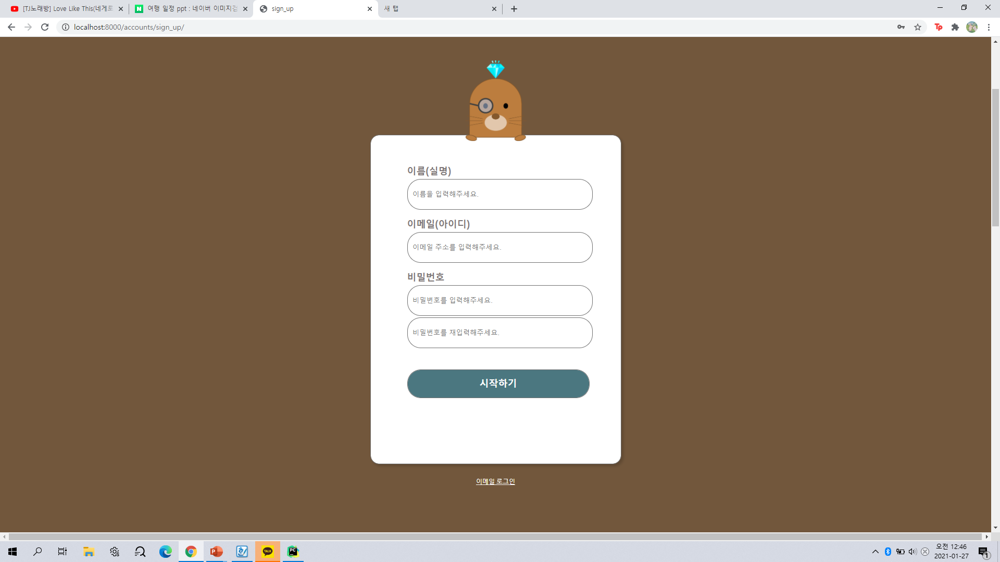 [TJ노래방] Love Like This(네게로
여행 일정 ppt : 네이버 이미지검
sign_up
새 탭
localhost:8000/accounts/sign_up/
Tp
이름(실명)
이름을 입력해주세요.
이메일(아이디)
이메일 주소를 입력해주세요.
비밀번호
비밀번호를 입력해주세요.
비밀번호를 재입력해주세요.
시작하기
이메일 로그인
TALK
PC
오전 12:46
2021-01-27
1